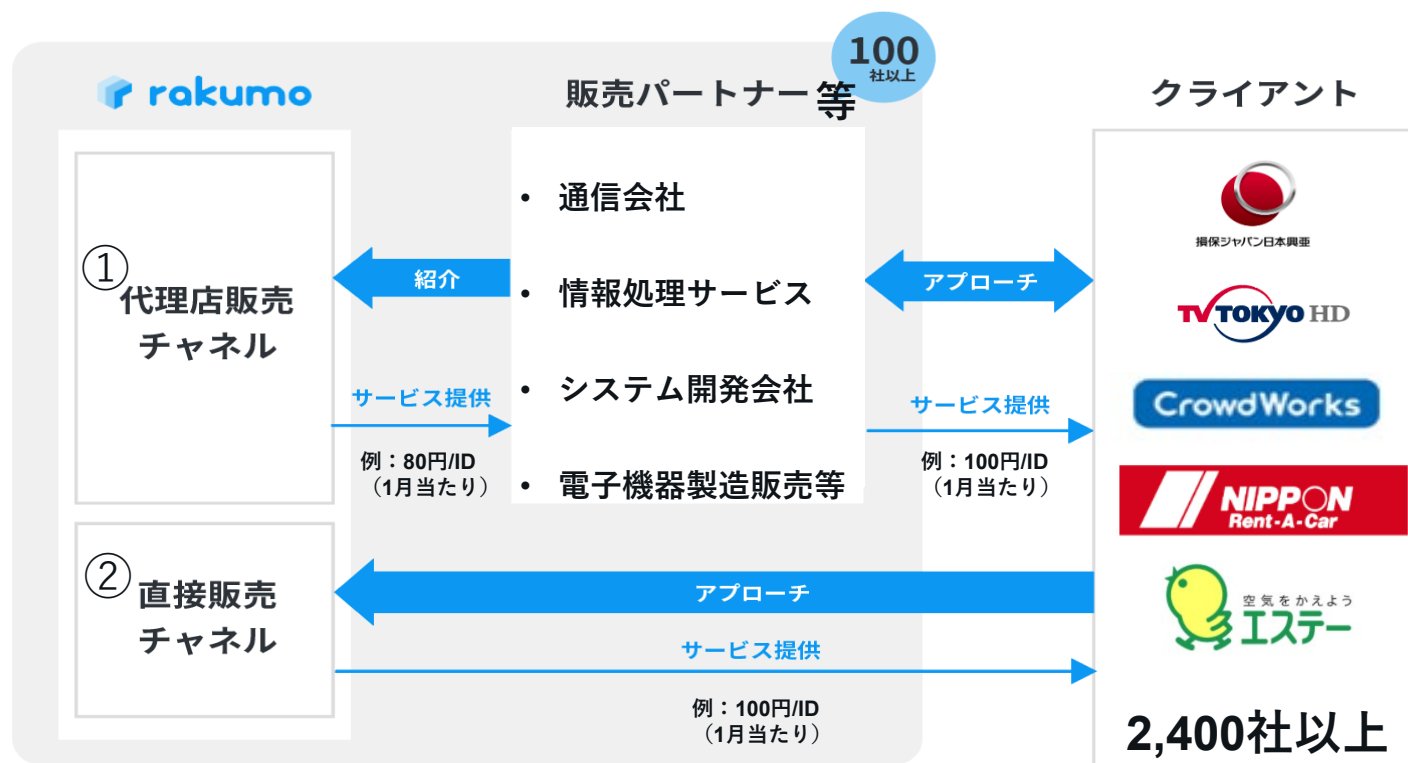 rakumo
販売パートナー等
100
社以上
クライアント
①
代理店販売
チャネル
紹介
サービス提供
例：80円/ID
（1月当たり）
• 通信会社
• 情報処理サービス
• システム開発会社
• 電子機器製造販売等
アプローチ
サービス提供
例：100円/ID
（1月当たり）
②
直接販売
チャネル
アプローチ
サービス提供
例：100円/ID
（1月当たり）
損保ジャパン日本興亜
TV TOKYO HD
CrowdWorks
NIPPON
Rent-A-Car
空気をかえよう
エステー
2,400社以上